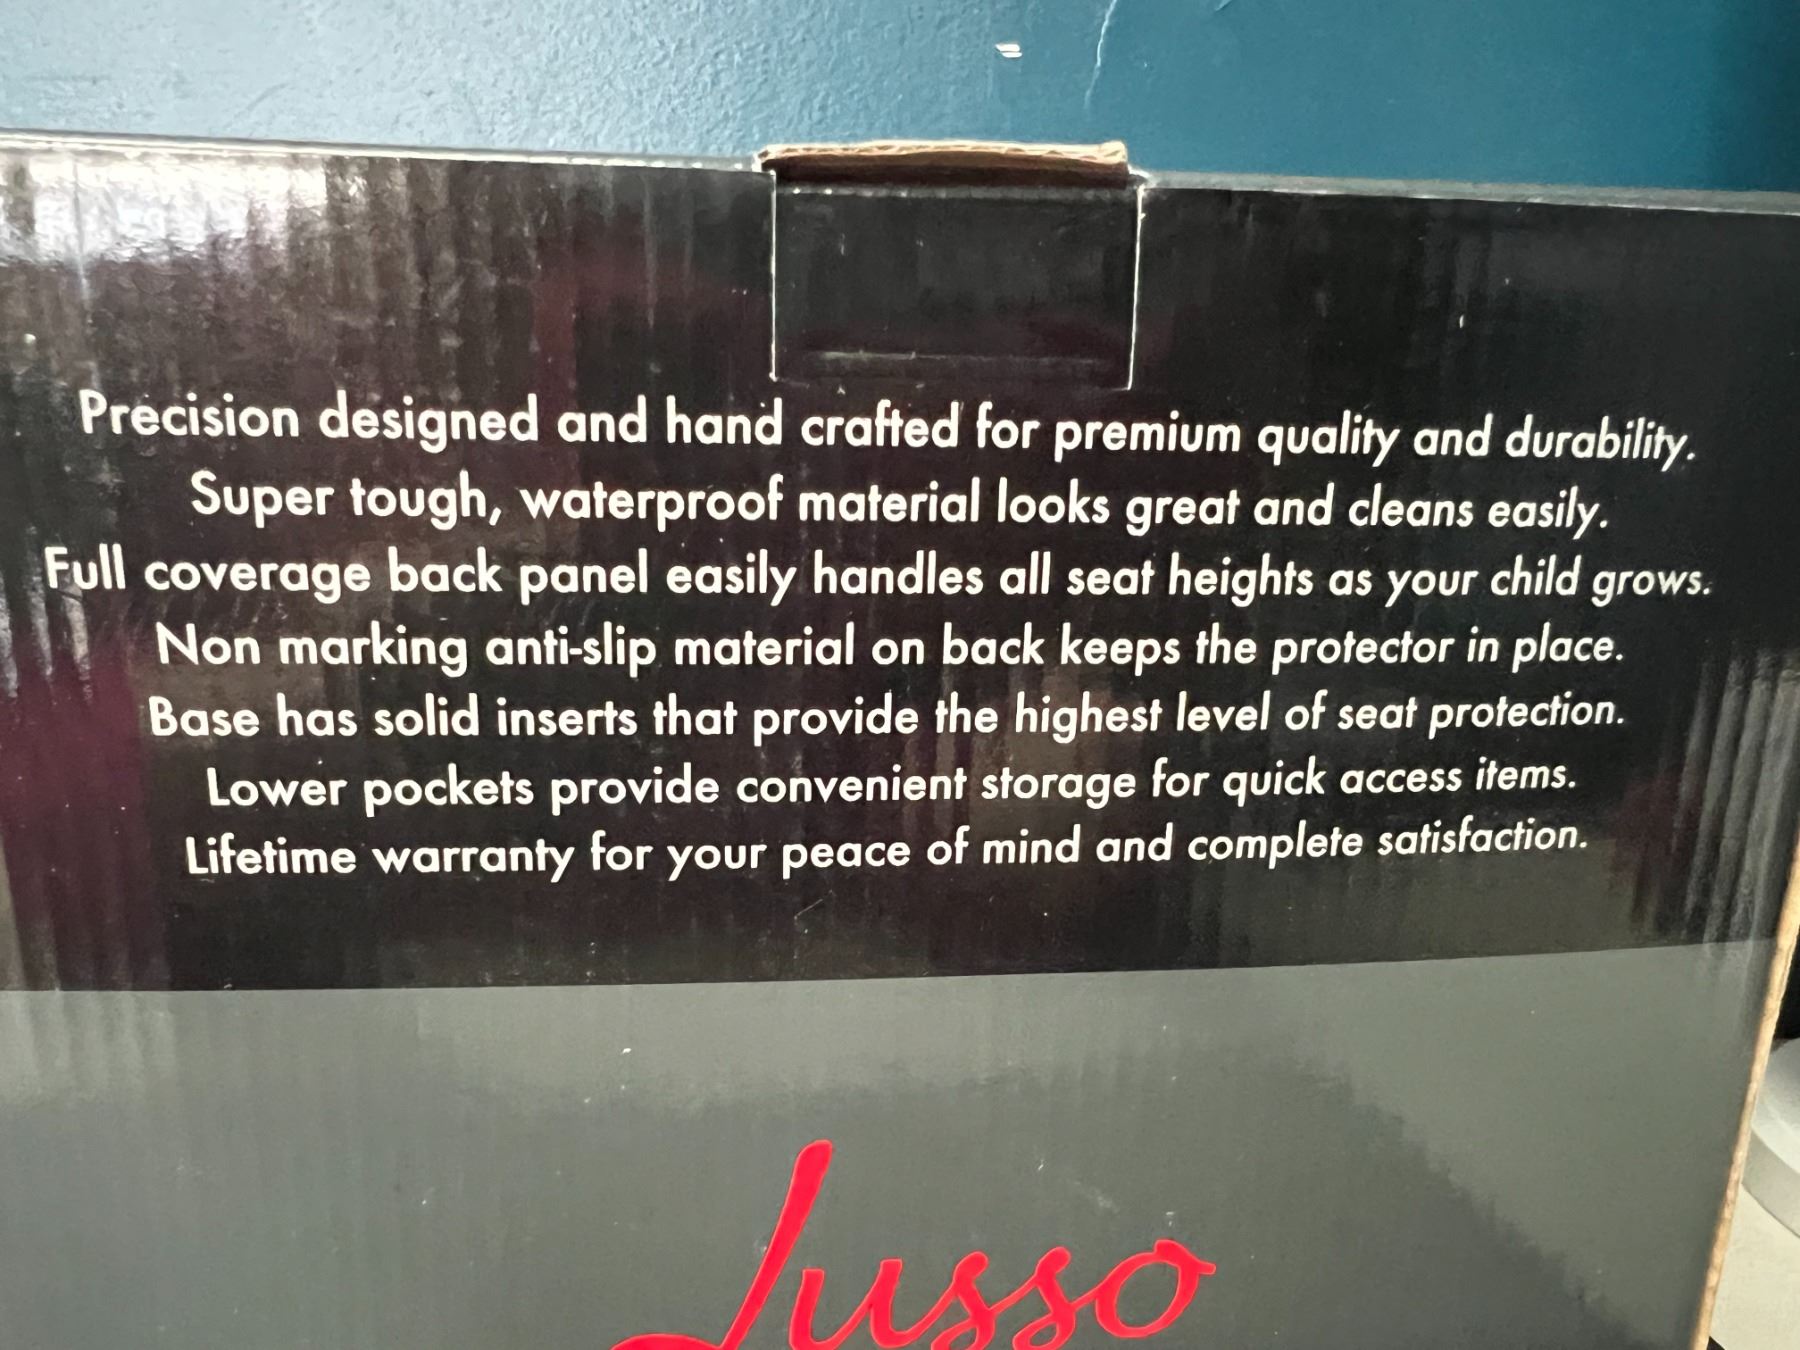 Precision designed and hand crafted for premium quality and durability.
Super tough, waterproof material looks great and cleans easily.
Full coverage back panel easily handles all seat heights as your child grows.
Non marking anti-slip material on back keeps the protector in place.
Base has solid inserts that provide the highest level of seat protection.
Lower pockets provide convenient storage for quick access items.
Lifetime warranty for your peace of mind and complete satisfaction.
Lusso